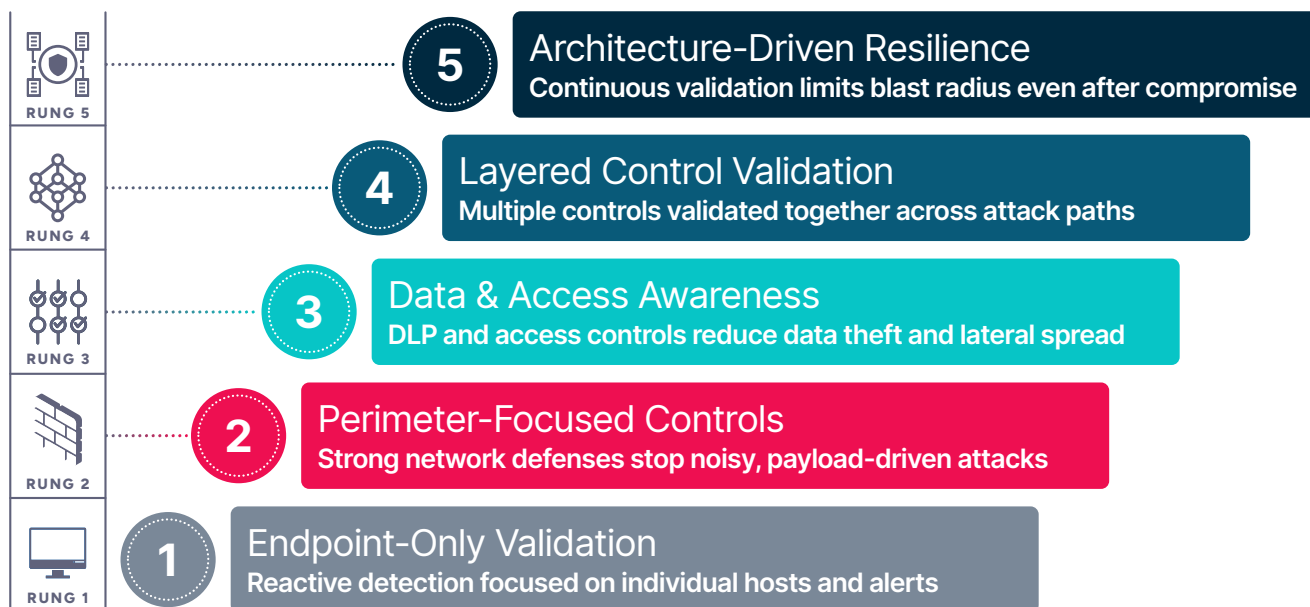 RUNG 5
5
Architecture-Driven Resilience
Continuous validation limits blast radius even after compromise
RUNG 4
4
Layered Control Validation
Multiple controls validated together across attack paths
RUNG 3
3
Data & Access Awareness
DLP and access controls reduce data theft and lateral spread
RUNG 2
2
Perimeter-Focused Controls
Strong network defenses stop noisy, payload-driven attacks
RUNG 1
1
Endpoint-Only Validation
Reactive detection focused on individual hosts and alerts